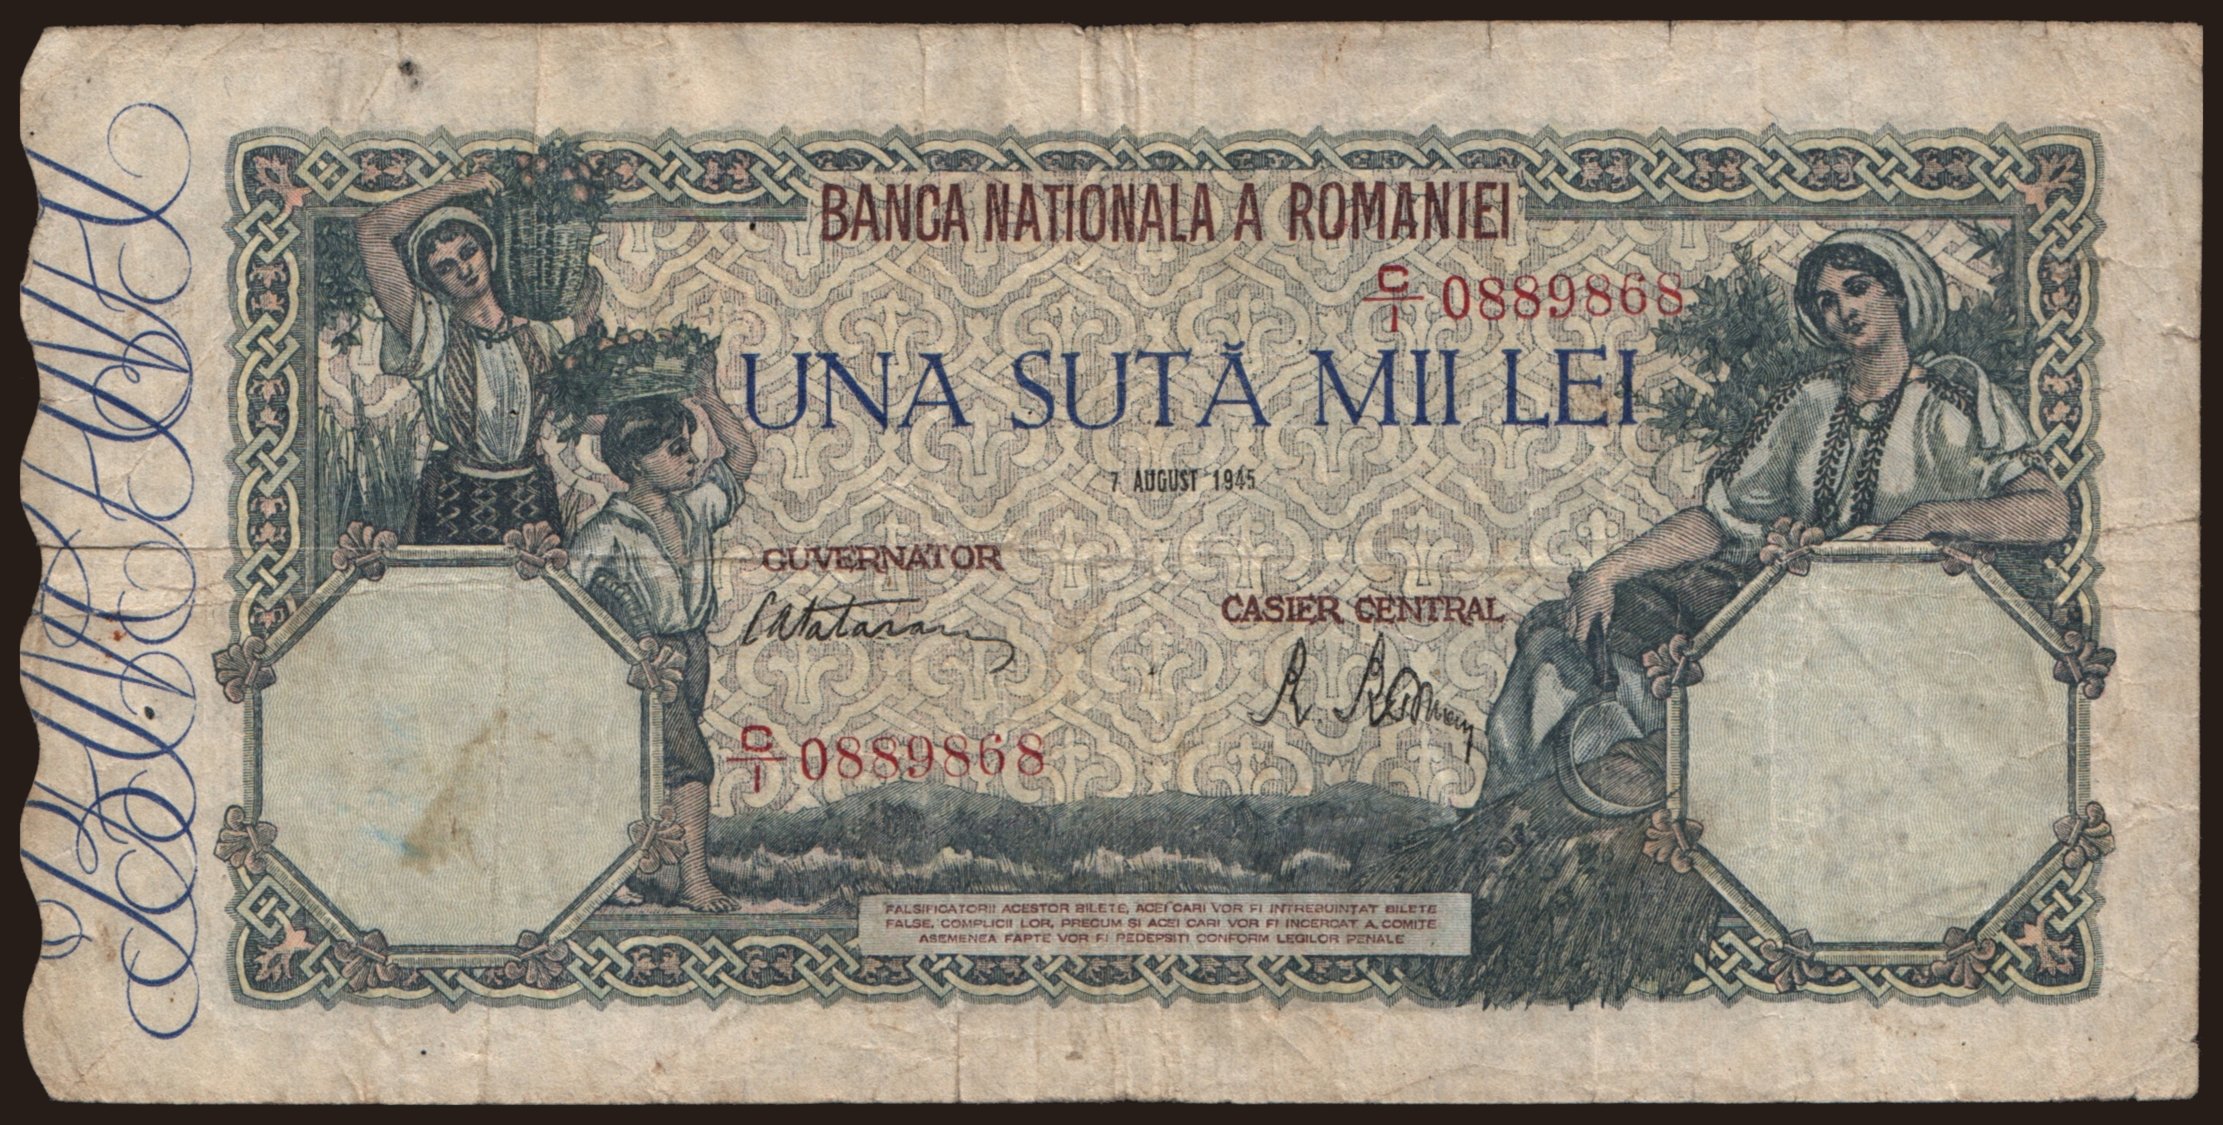 BANCA NATIONALA A ROMANIEI
C/1 0889868
UNA SUTĂ MII LEI
7 AUGUST 1945
GUVERNATOR
CASIER CENTRAL
C/1 0889868
FALSIFICATORII ACESTOR BILETE, ACEI CARI VOR FI INTREBUINTAT BILETE
FALSE, COMPLICII LOR, PRECUM SI ACEI CARI VOR FI INCERCAT A COMITE
ASEMENEA FAPTE VOR FI PEDEPSITI CONFORM LEGILOR PENALE